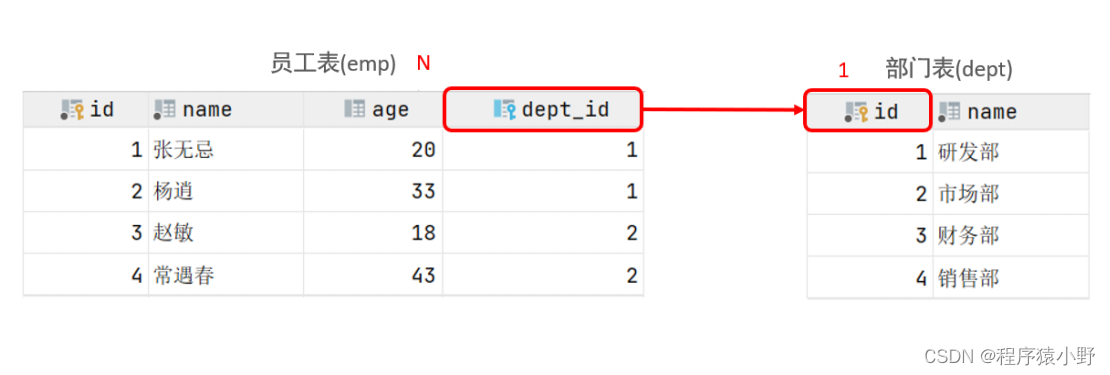 员工表(emp) N
1 部门表(dept)
id name age dept_id
id name
1 张无忌 20 1
2 杨逍 33 1
3 赵敏 18 2
4 常遇春 43 2
1 研发部
2 市场部
3 财务部
4 销售部
CSDN @程序猿小野